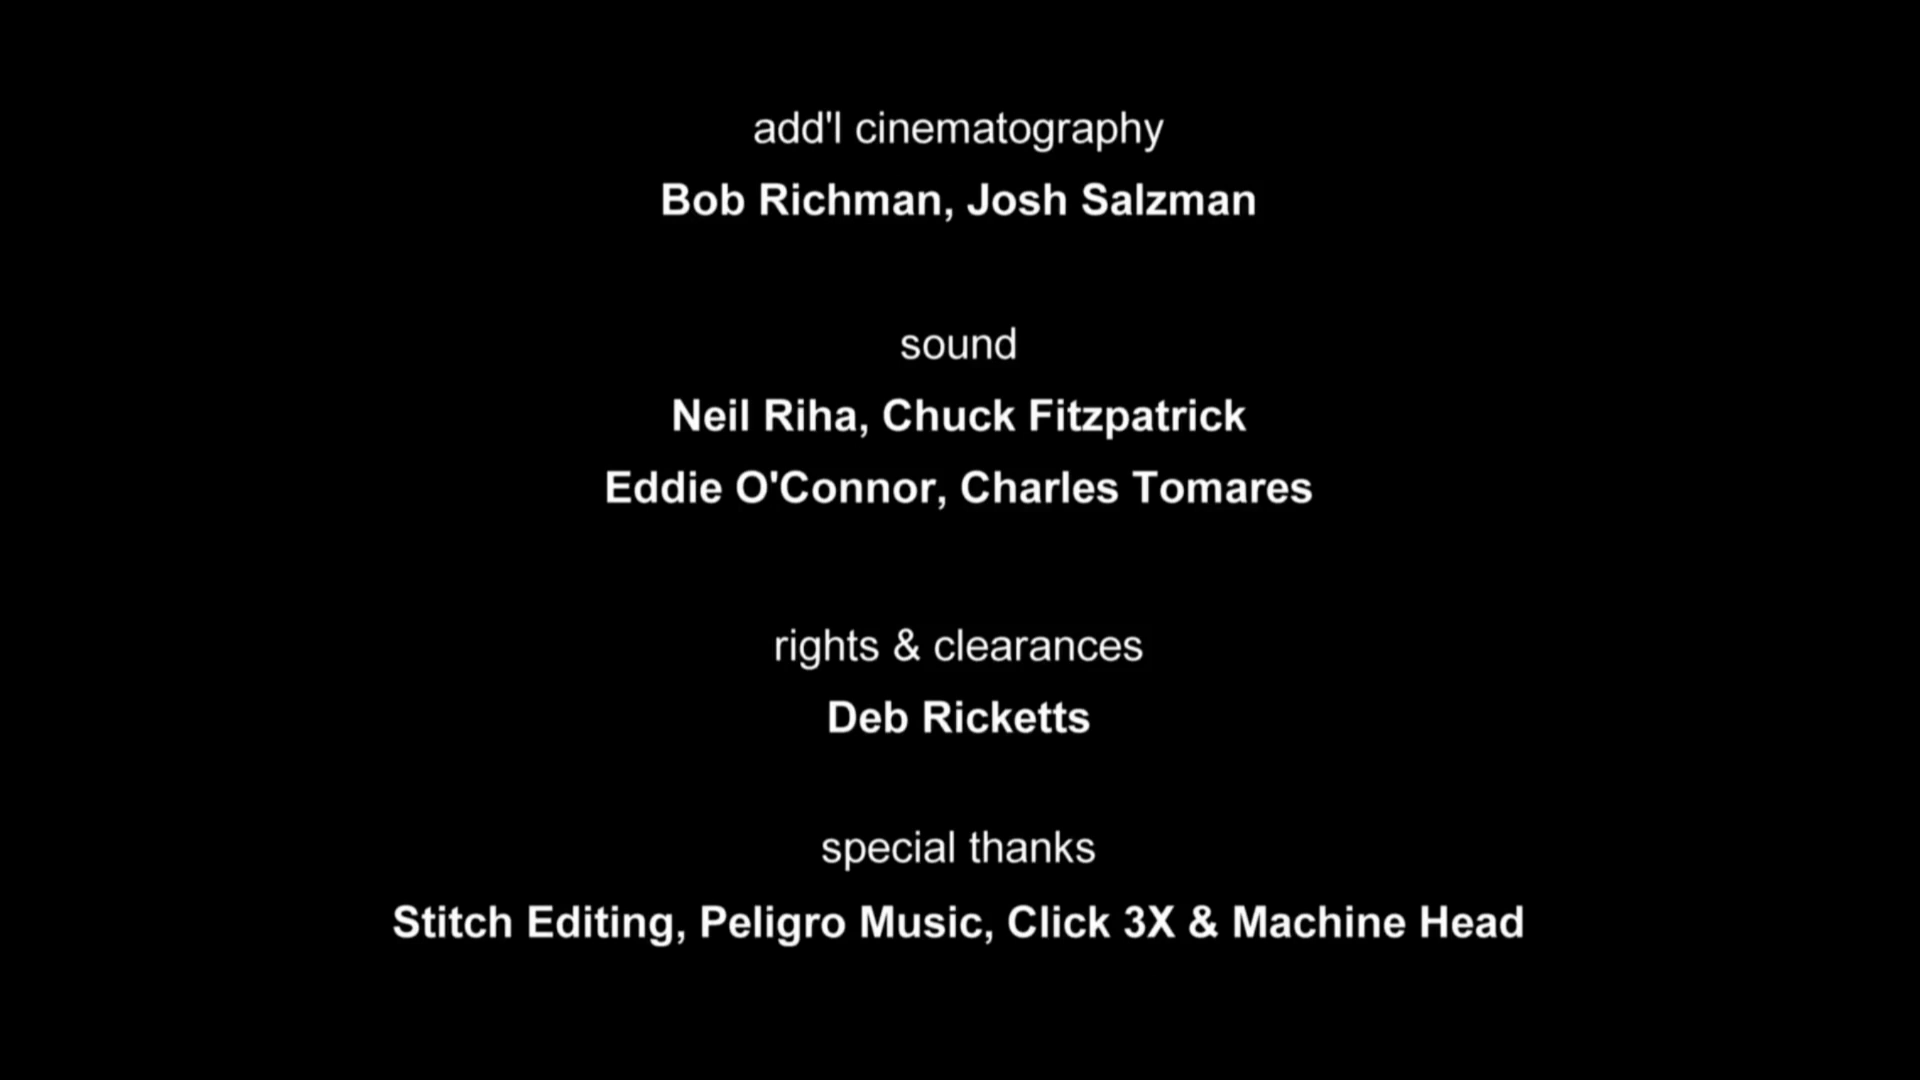 add'l cinematography
Bob Richman, Josh Salzman
sound
Neil Riha, Chuck Fitzpatrick
Eddie O'Connor, Charles Tomares
rights & clearances
Deb Ricketts
special thanks
Stitch Editing, Peligro Music, Click 3X & Machine Head